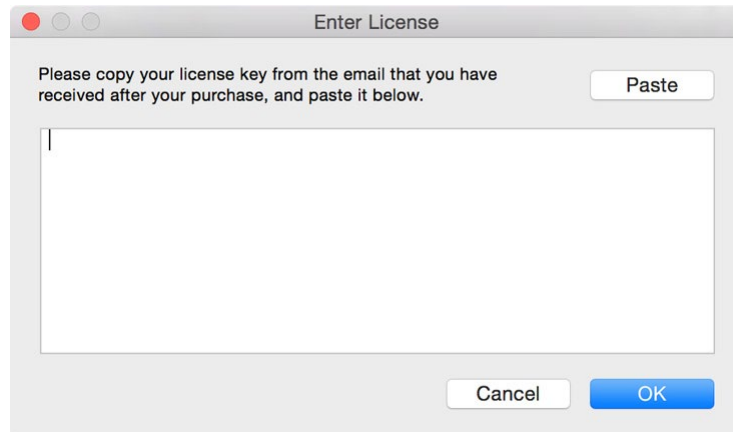 Enter License
Please copy your license key from the email that you have
received after your purchase, and paste it below.
Paste
Cancel
OK